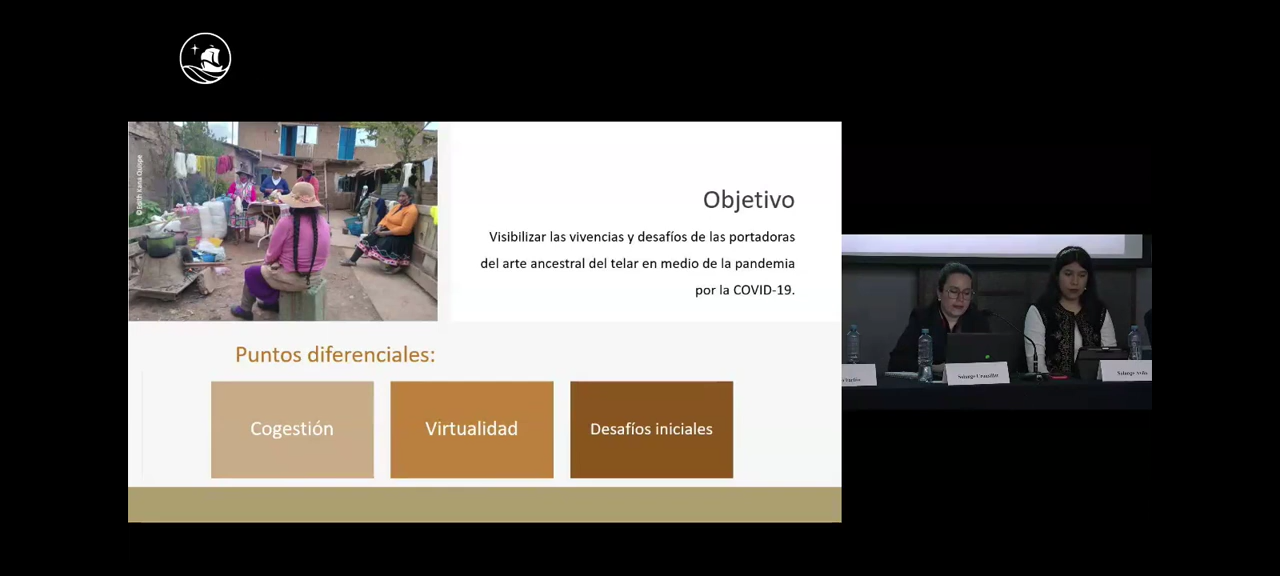 Objetivo
Visibilizar las vivencias y desafíos de las portadoras
del arte ancestral del telar en medio de la pandemia
por la COVID-19.
Puntos diferenciales:
Cogestión
Virtualidad
Desafíos iniciales